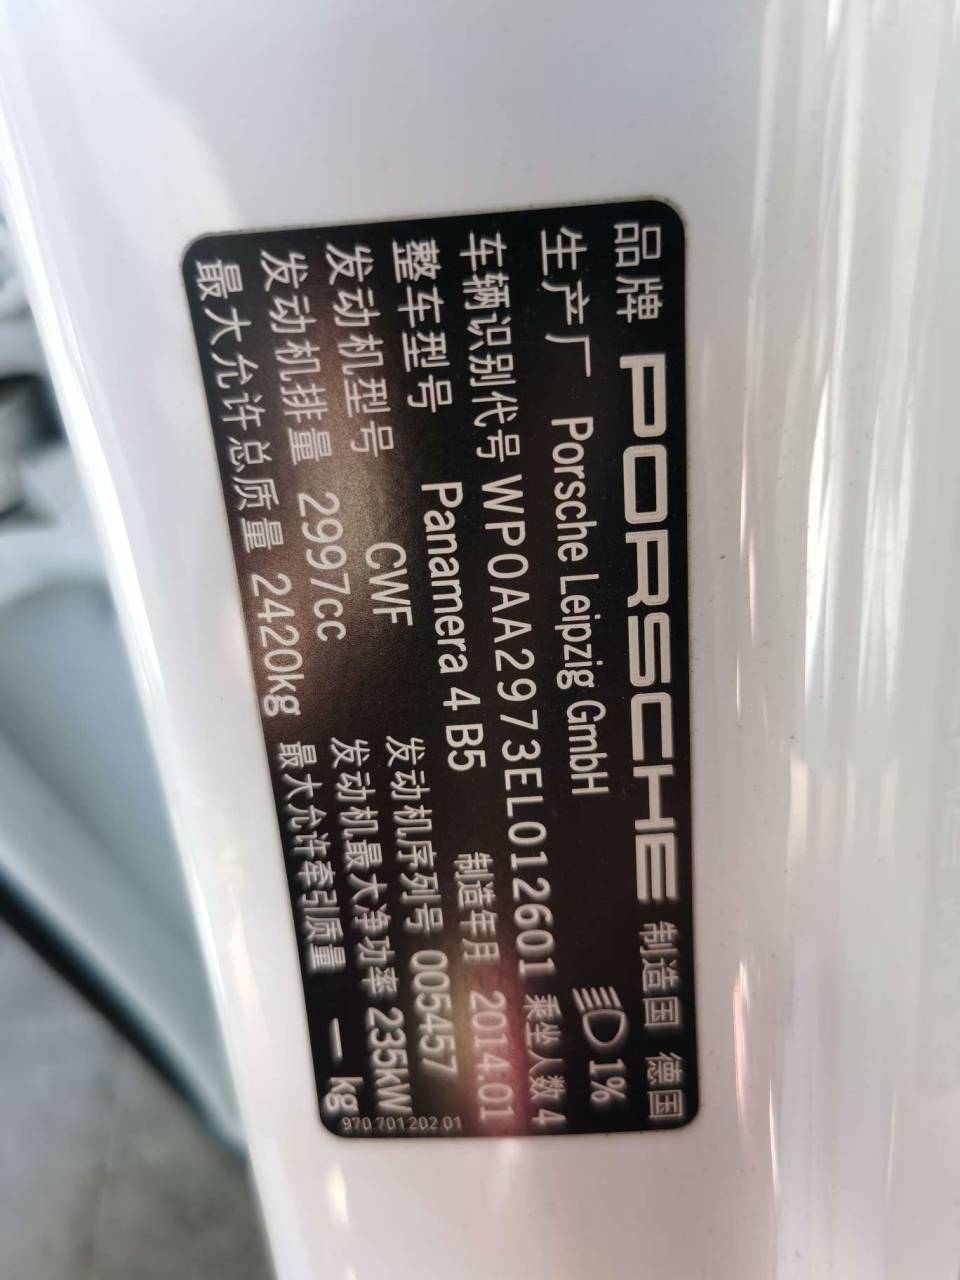 品牌 PORSCHE 制造国 德国
生产厂 Porsche Leipzig GmbH 1%
车辆识别代号 WP0AA2973EL012601 乘坐人数 4
整车型号 Panamera 4 B5 制造年月 2014.01
发动机型号 CWF 发动机序列号 005457
发动机排量 2997cc 发动机最大净功率 235kW
最大允许总质量 2420kg 最大允许牵引质量 — kg
970.701.202.01